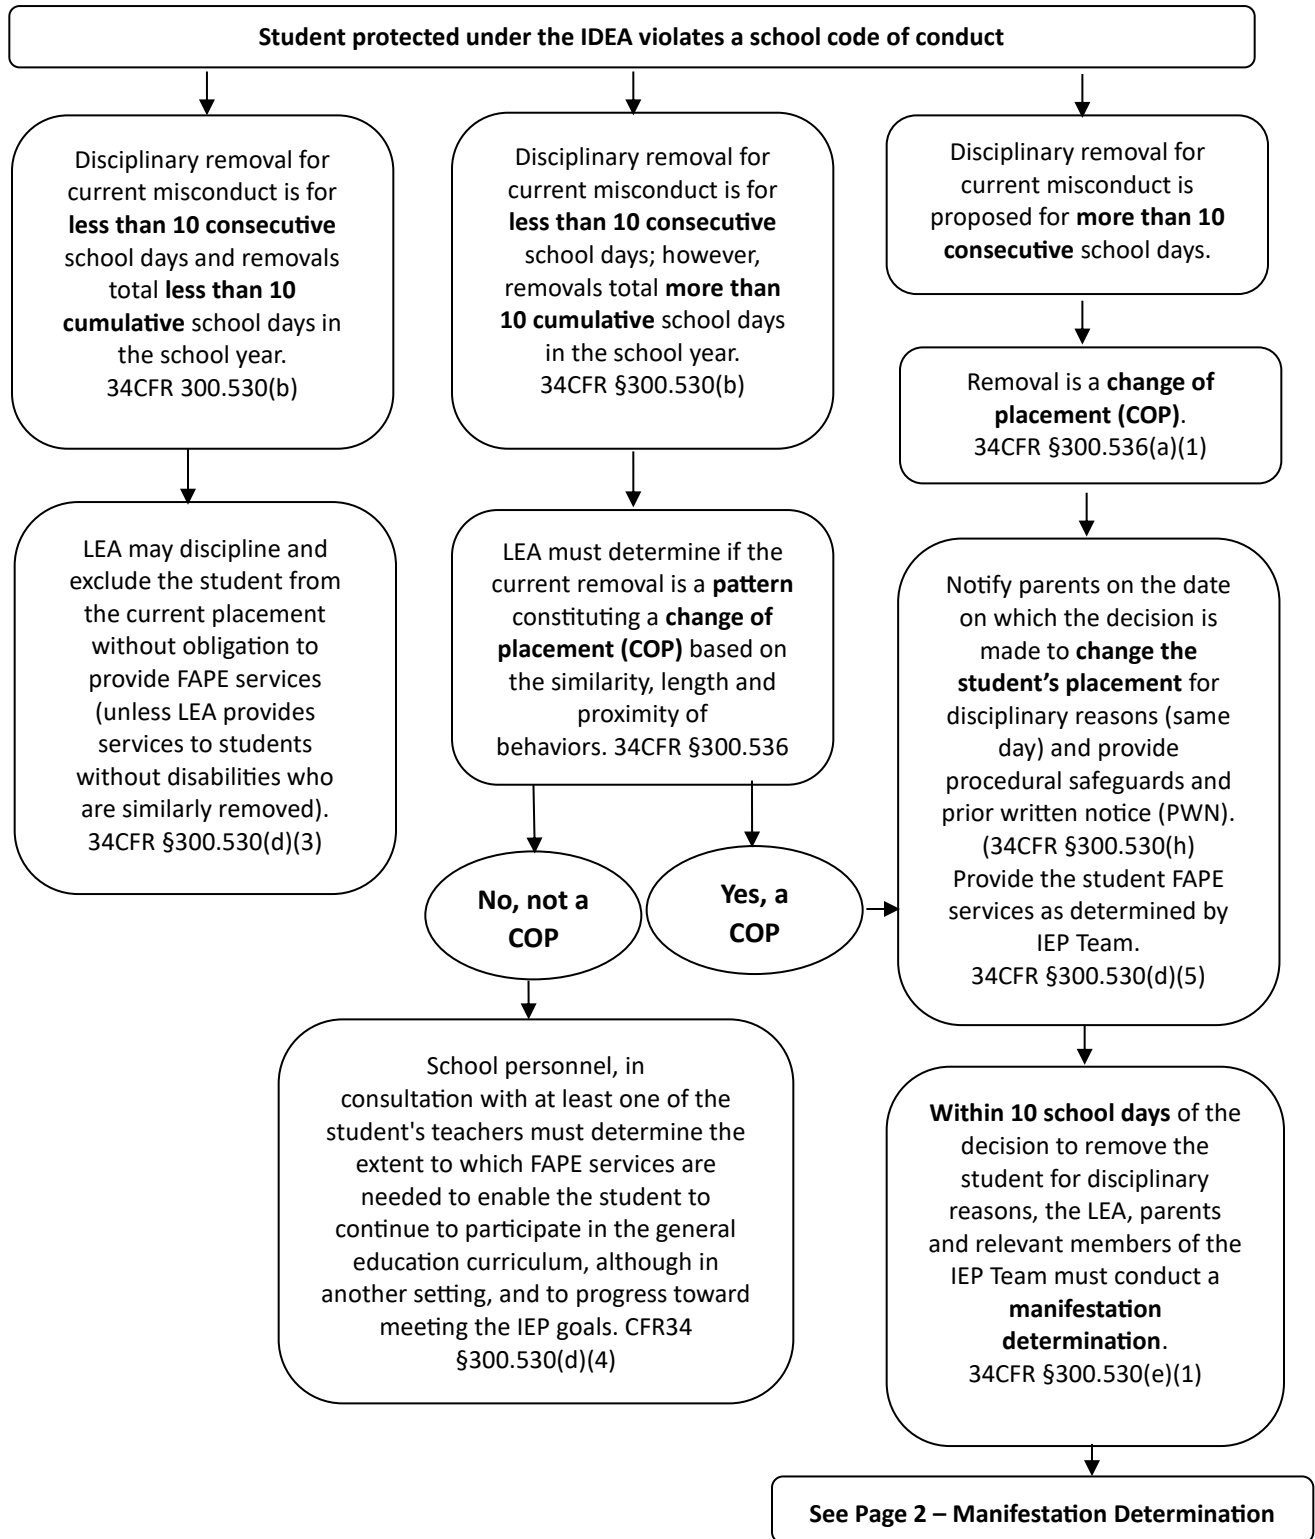 Student protected under the IDEA violates a school code of conduct
Disciplinary removal for
current misconduct is for
less than 10 consecutive
school days and removals
total less than 10
cumulative school days in
the school year.
34CFR 300.530(b)
LEA may discipline and
exclude the student from
the current placement
without obligation to
provide FAPE services
(unless LEA provides
services to students
without disabilities who
are similarly removed).
34CFR §300.530(d)(3)
Disciplinary removal for
current misconduct is for
less than 10 consecutive
school days; however,
removals total more than
10 cumulative school days
in the school year.
34CFR §300.530(b)
LEA must determine if the
current removal is a pattern
constituting a change of
placement (COP) based on
the similarity, length and
proximity of
behaviors. 34CFR §300.536
No, not a
COP
Yes, a
COP
School personnel, in
consultation with at least one of the
student's teachers must determine the
extent to which FAPE services are
needed to enable the student to
continue to participate in the general
education curriculum, although in
another setting, and to progress toward
meeting the IEP goals. CFR34
§300.530(d)(4)
Disciplinary removal for
current misconduct is
proposed for more than 10
consecutive school days.
Removal is a change of
placement (COP).
34CFR §300.536(a)(1)
Notify parents on the date
on which the decision is
made to change the
student’s placement for
disciplinary reasons (same
day) and provide
procedural safeguards and
prior written notice (PWN).
(34CFR §300.530(h)
Provide the student FAPE
services as determined by
IEP Team.
34CFR §300.530(d)(5)
Within 10 school days of the
decision to remove the
student for disciplinary
reasons, the LEA, parents
and relevant members of the
IEP Team must conduct a
manifestation
determination.
34CFR §300.530(e)(1)
See Page 2 – Manifestation Determination